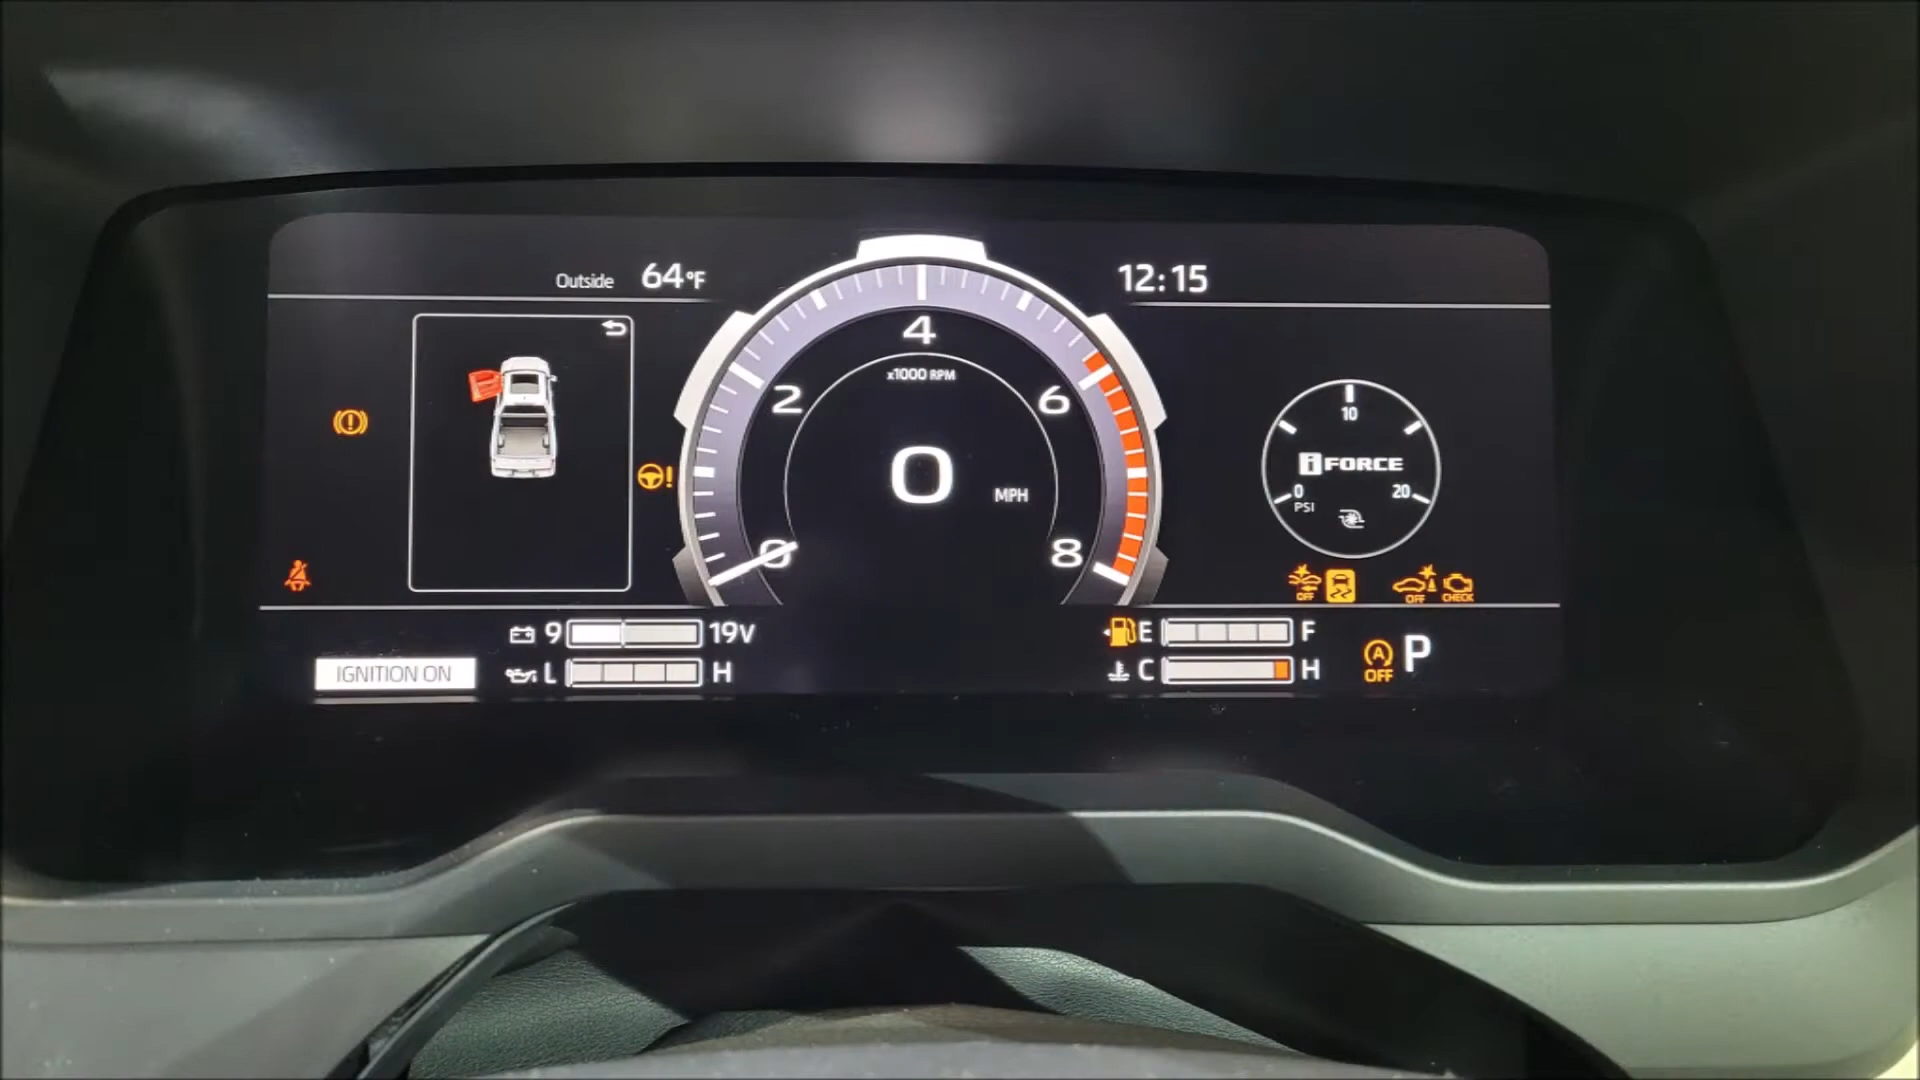 Outside 64°F
12:15
4
x1000 RPM
2
6
0
MPH
0
8
10
iFORCE
0
20
PSI
OFF
OFF
CHECK
9
19V
E
F
IGNITION ON
L
H
C
H
A
OFF
P